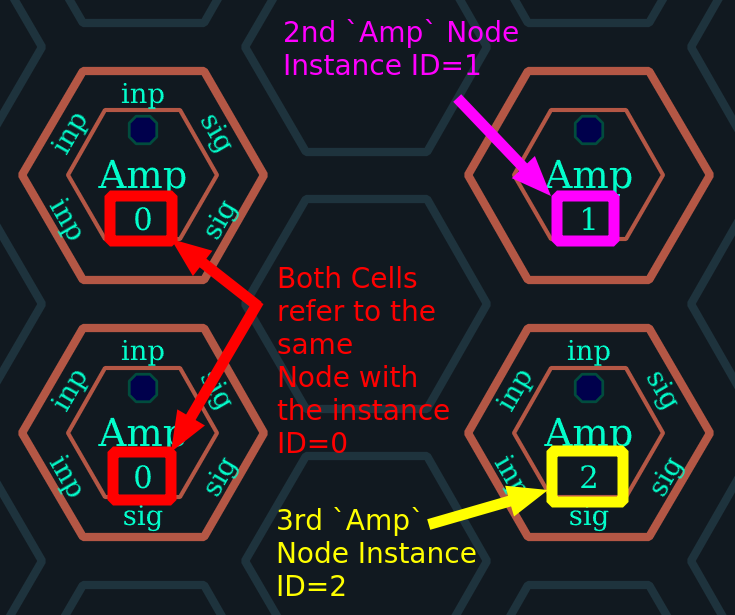 2nd `Amp` Node
Instance ID=1
inp
inp
sig
Amp
0
inp
sig
Amp
1
Both Cells
refer to the
same
Node with
the instance
ID=0
inp
inp
sig
Amp
0
inp
sig
sig
inp
inp
sig
Amp
2
inp
sig
sig
3rd `Amp`
Node Instance
ID=2